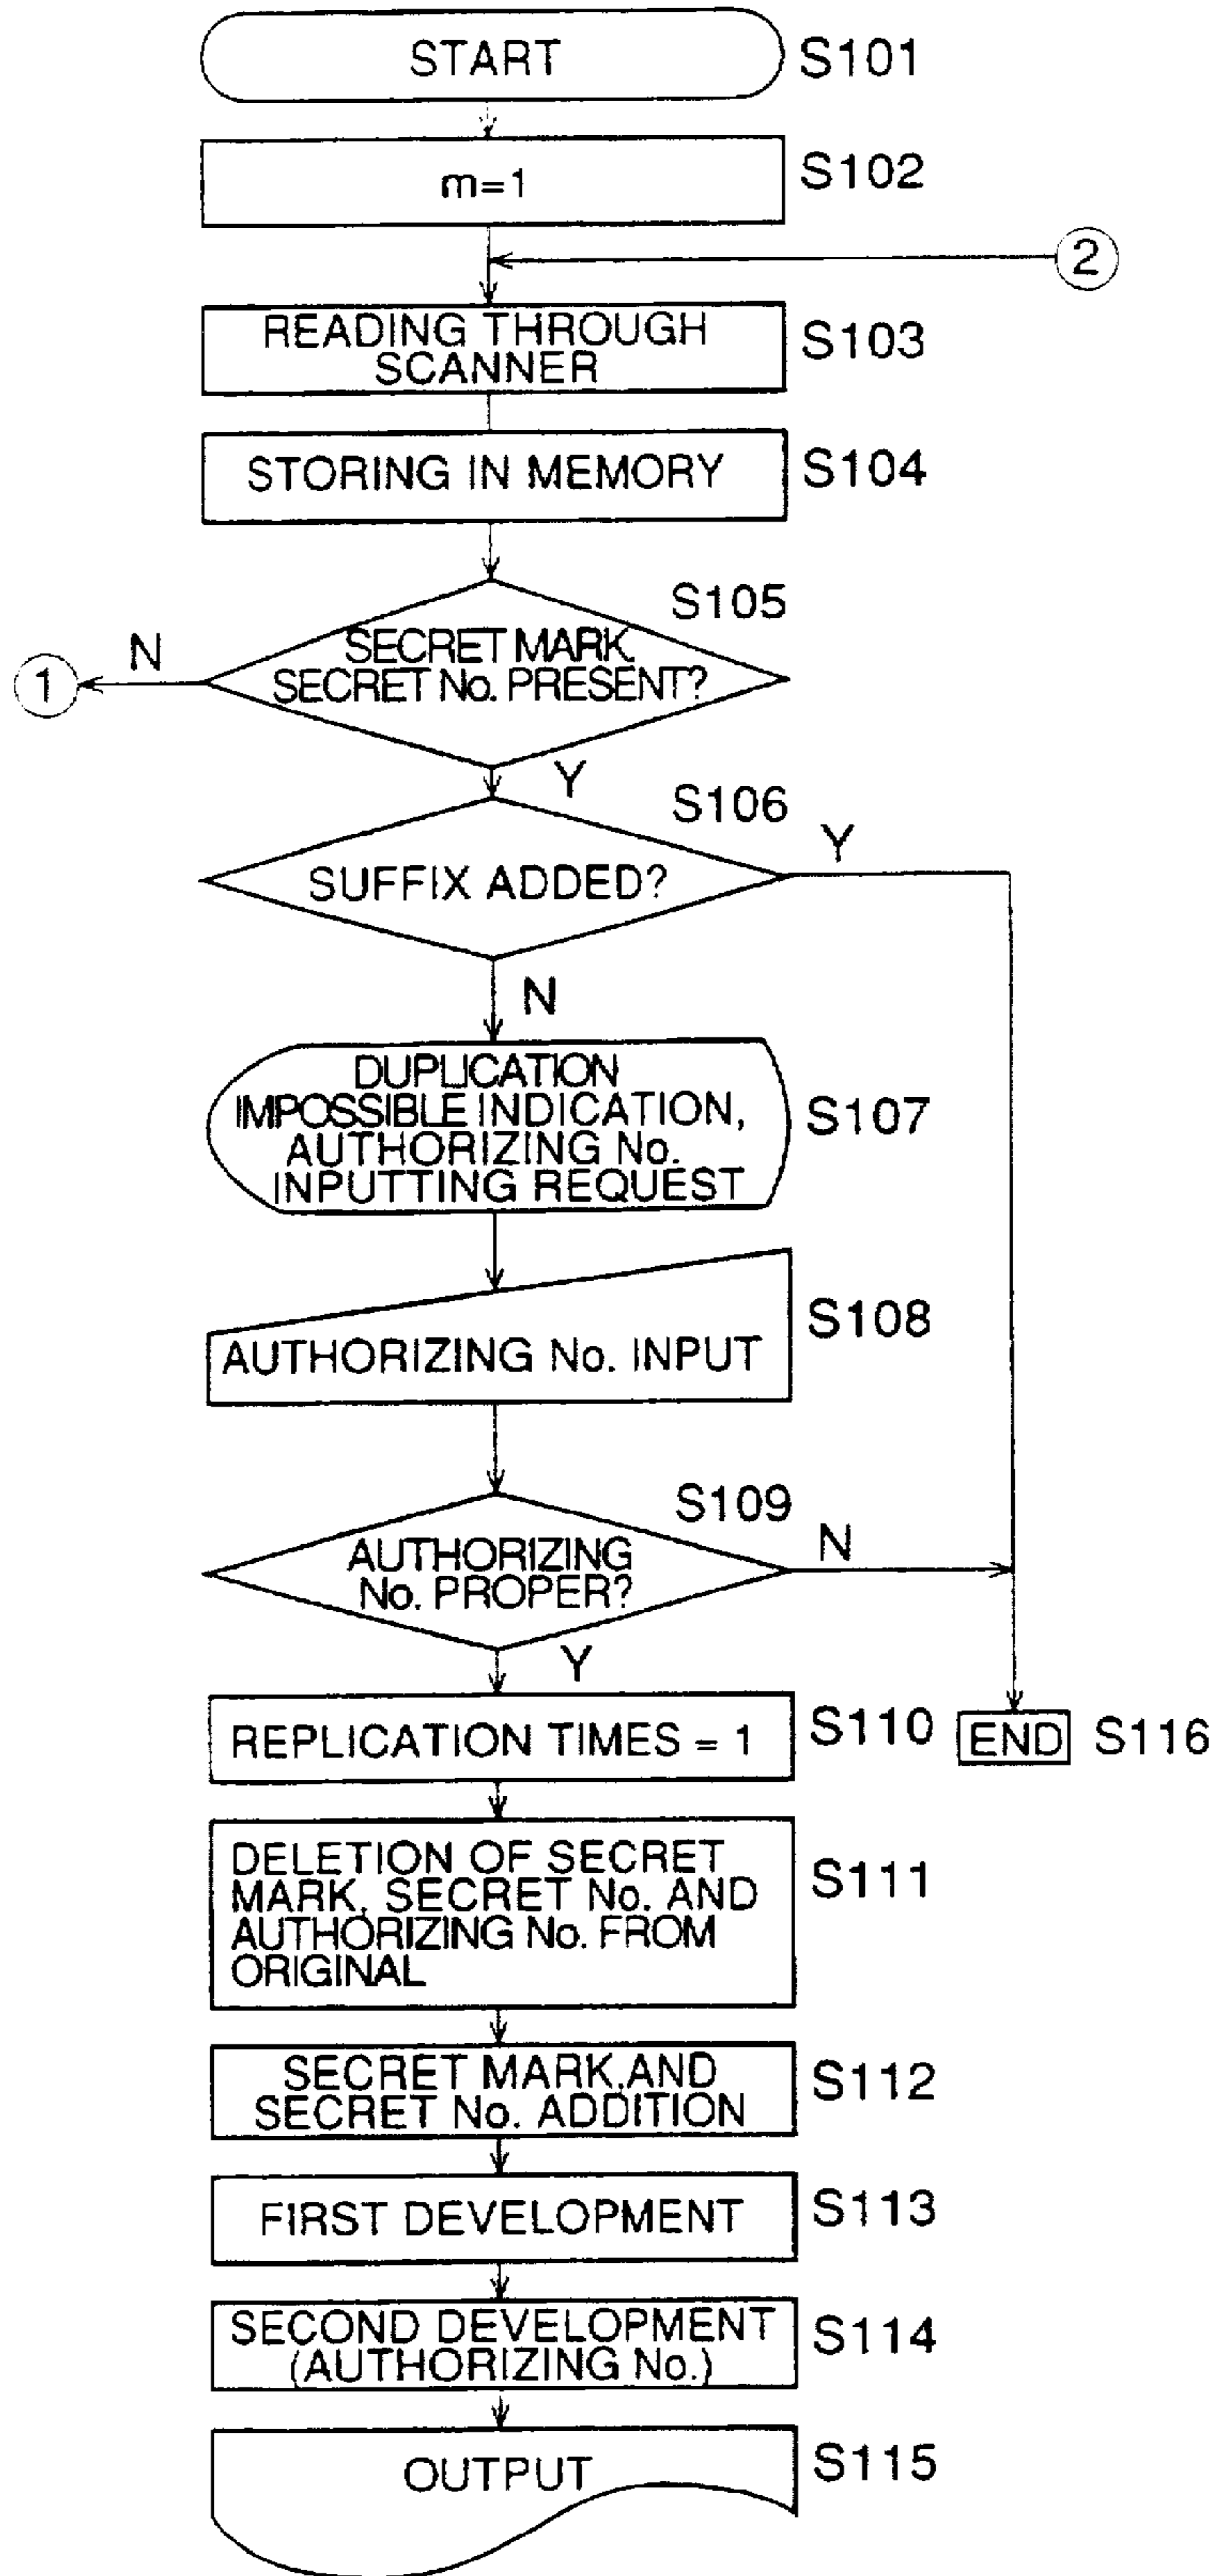 START
S101
m=1
S102
2
READING THROUGH
SCANNER
S103
STORING IN MEMORY
S104
S105
N
1
SECRET MARK.
SECRET No. PRESENT?
Y
S106
Y
SUFFIX ADDED?
N
DUPLICATION
IMPOSSIBLE INDICATION,
AUTHORIZING No.
INPUTTING REQUEST
S107
S108
AUTHORIZING No. INPUT
S109
N
AUTHORIZING
No. PROPER?
Y
REPLICATION TIMES = 1
S110
END
S116
DELETION OF SECRET
MARK, SECRET No. AND
AUTHORIZING No. FROM
ORIGINAL
S111
SECRET MARK,AND
SECRET No. ADDITION
S112
FIRST DEVELOPMENT
S113
SECOND DEVELOPMENT
(AUTHORIZING No.)
S114
OUTPUT
S115